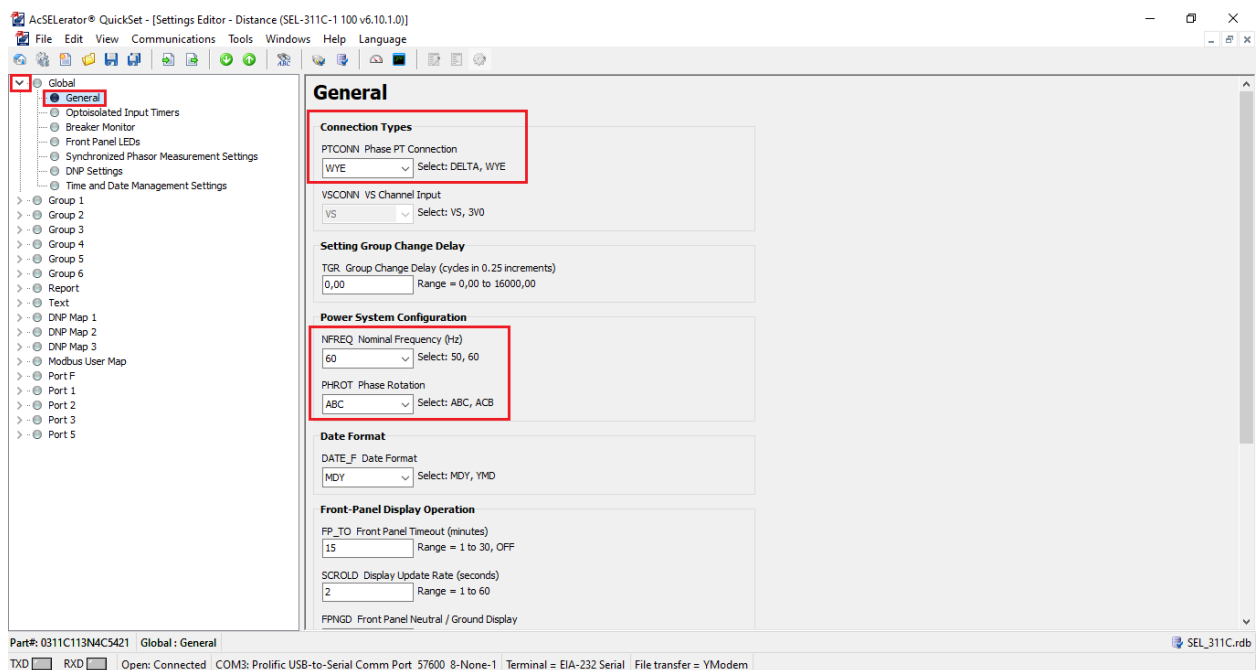 AcSELerator® QuickSet - [Settings Editor - Distance (SEL-311C-1 100 v6.10.1.0)]
File Edit View Communications Tools Windows Help Language
Global
General
Optoisolated Input Timers
Breaker Monitor
Front Panel LEDs
Synchronized Phasor Measurement Settings
DNP Settings
Time and Date Management Settings
Group 1
Group 2
Group 3
Group 4
Group 5
Group 6
Report
Text
DNP Map 1
DNP Map 2
DNP Map 3
Modbus User Map
Port F
Port 1
Port 2
Port 3
Port 5
General
Connection Types
PTCONN Phase PT Connection
WYE Select: DELTA, WYE
VSCONN VS Channel Input
VS Select: VS, 3V0
Setting Group Change Delay
TGR Group Change Delay (cycles in 0.25 increments)
0,00 Range = 0,00 to 16000,00
Power System Configuration
NFREQ Nominal Frequency (Hz)
60 Select: 50, 60
PHROT Phase Rotation
ABC Select: ABC, ACB
Date Format
DATE_F Date Format
MDY Select: MDY, YMD
Front-Panel Display Operation
FP_TO Front Panel Timeout (minutes)
15 Range = 1 to 30, OFF
SCROLD Display Update Rate (seconds)
2 Range = 1 to 60
FPNGD Front Panel Neutral / Ground Display
Part#: 0311C113N4C5421 Global : General SEL_311C.rdb
TXD RXD Open: Connected COM3: Prolific USB-to-Serial Comm Port 57600 8-None-1 Terminal = EIA-232 Serial File transfer = YModem